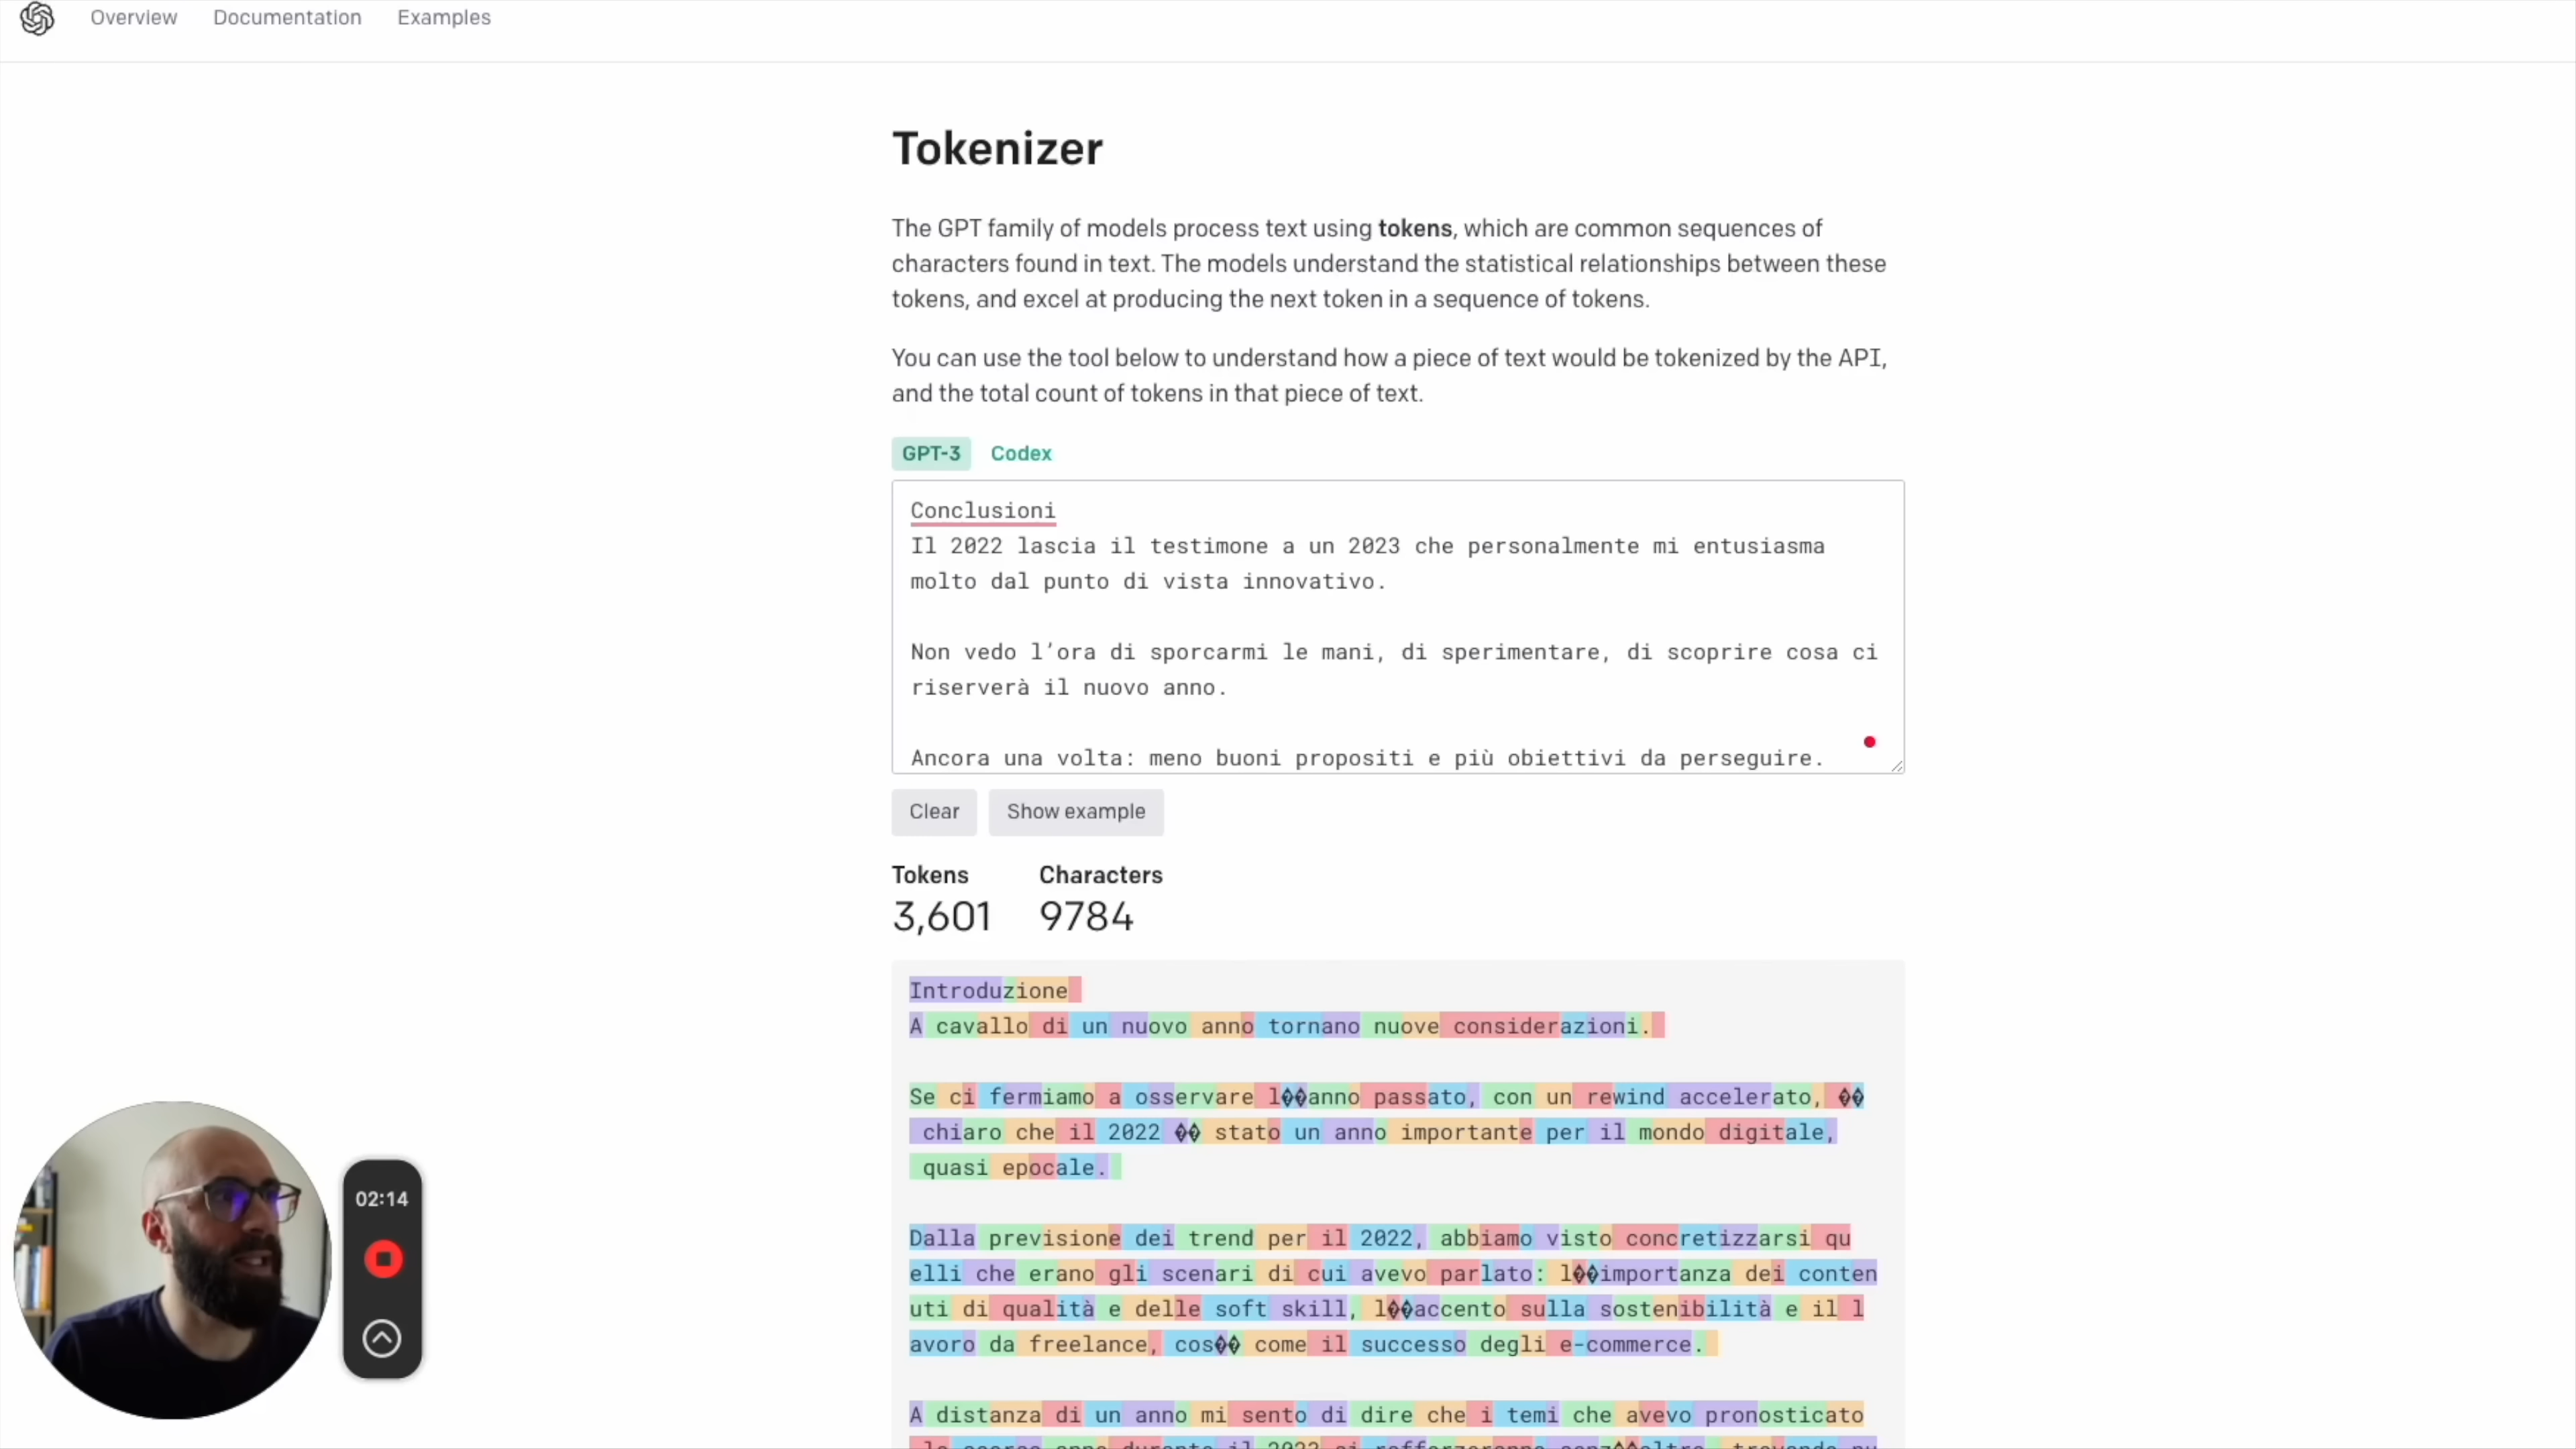 Overview Documentation Examples
Tokenizer
The GPT family of models process text using tokens, which are common sequences of
characters found in text. The models understand the statistical relationships between these
tokens, and excel at producing the next token in a sequence of tokens.
You can use the tool below to understand how a piece of text would be tokenized by the API,
and the total count of tokens in that piece of text.
GPT-3 Codex
Conclusioni
Il 2022 lascia il testimone a un 2023 che personalmente mi entusiasma
molto dal punto di vista innovativo.
Non vedo l’ora di sporcarmi le mani, di sperimentare, di scoprire cosa ci
riserverà il nuovo anno.
Ancora una volta: meno buoni propositi e più obiettivi da perseguire.
Clear Show example
Tokens Characters
3,601 9784
Introduzione
A cavallo di un nuovo anno tornano nuove considerazioni.
Se ci fermiamo a osservare l��anno passato, con un rewind accelerato, ��
chiaro che il 2022 �� stato un anno importante per il mondo digitale,
quasi epocale.
Dalla previsione dei trend per il 2022, abbiamo visto concretizzarsi qu
elli che erano gli scenari di cui avevo parlato: l��importanza dei conten
uti di qualità e delle soft skill, l��accento sulla sostenibilità e il l
avoro da freelance, cos�� come il successo degli e-commerce.
A distanza di un anno mi sento di dire che i temi che avevo pronosticato
02:14